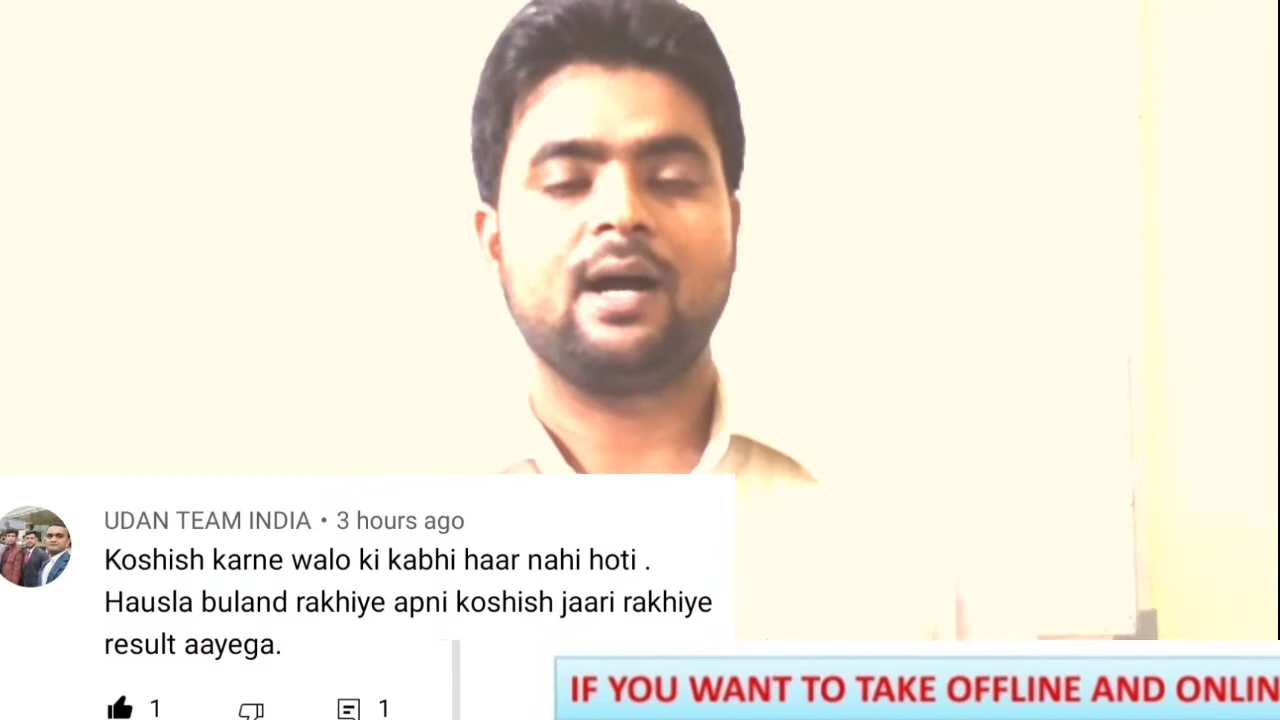 UDAN TEAM INDIA • 3 hours ago
Koshish karne walo ki kabhi haar nahi hoti .
Hausla buland rakhiye apni koshish jaari rakhiye
result aayega.
1 1
IF YOU WANT TO TAKE OFFLINE AND ONLIN